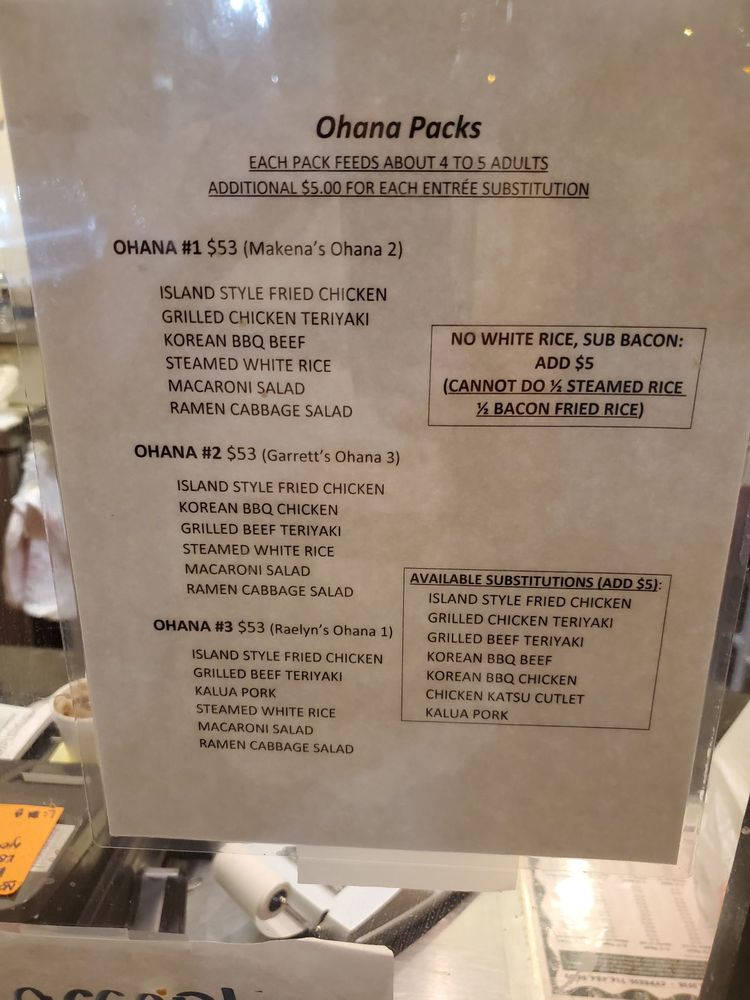 Ohana Packs
EACH PACK FEEDS ABOUT 4 TO 5 ADULTS
ADDITIONAL $5.00 FOR EACH ENTRÉE SUBSTITUTION
OHANA #1 $53 (Makena's Ohana 2)
ISLAND STYLE FRIED CHICKEN
GRILLED CHICKEN TERIYAKI
KOREAN BBQ BEEF
STEAMED WHITE RICE
MACARONI SALAD
RAMEN CABBAGE SALAD
NO WHITE RICE, SUB BACON:
ADD $5
(CANNOT DO ½ STEAMED RICE
½ BACON FRIED RICE)
OHANA #2 $53 (Garrett's Ohana 3)
ISLAND STYLE FRIED CHICKEN
KOREAN BBQ CHICKEN
GRILLED BEEF TERIYAKI
STEAMED WHITE RICE
MACARONI SALAD
RAMEN CABBAGE SALAD
OHANA #3 $53 (Raelyn's Ohana 1)
ISLAND STYLE FRIED CHICKEN
GRILLED BEEF TERIYAKI
KALUA PORK
STEAMED WHITE RICE
MACARONI SALAD
RAMEN CABBAGE SALAD
AVAILABLE SUBSTITUTIONS (ADD $5):
ISLAND STYLE FRIED CHICKEN
GRILLED CHICKEN TERIYAKI
GRILLED BEEF TERIYAKI
KOREAN BBQ BEEF
KOREAN BBQ CHICKEN
CHICKEN KATSU CUTLET
KALUA PORK